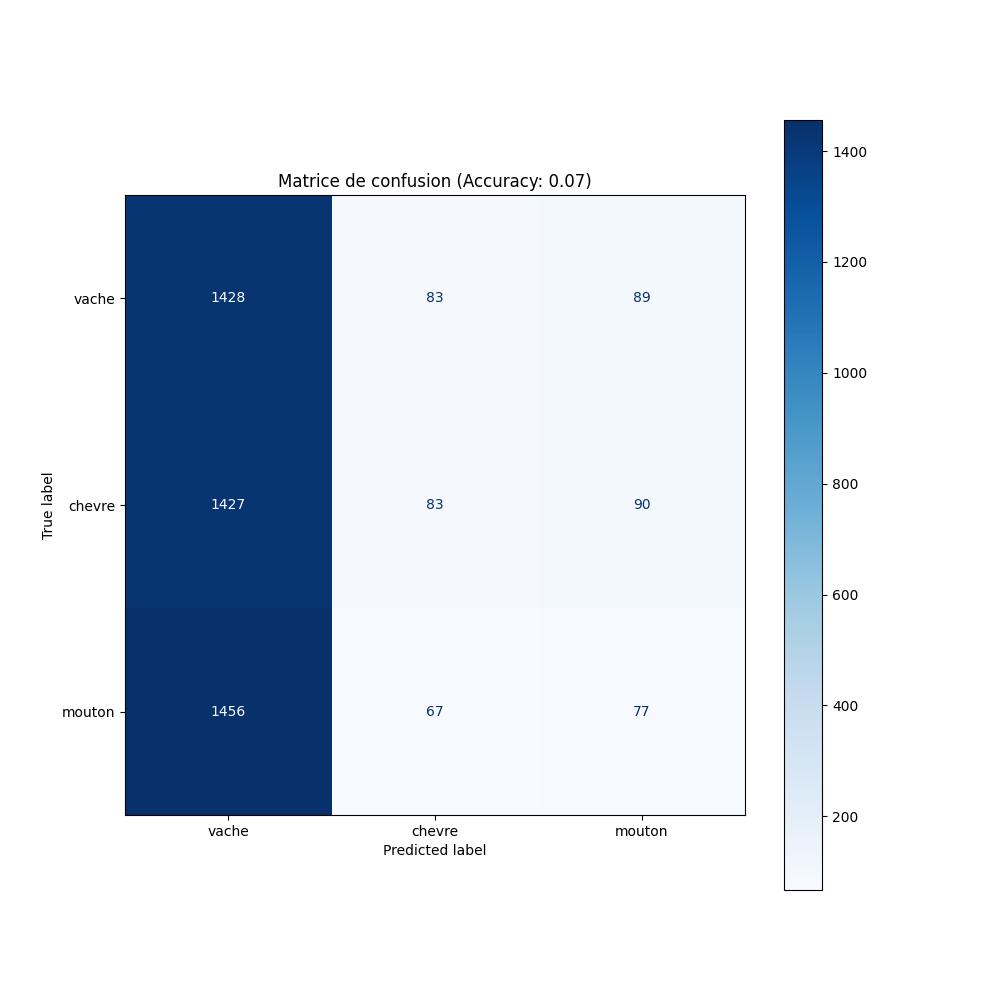 Matrice de confusion (Accuracy: 0.07)
True label
vache
1428 83 89
chevre
1427 83 90
mouton
1456 67 77
vache chevre mouton
Predicted label
1400
1200
1000
800
600
400
200